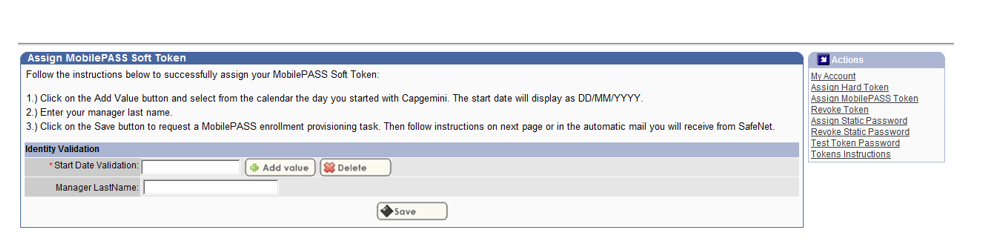 Assign MobilePASS Soft Token
Follow the instructions below to successfully assign your MobilePASS Soft Token:
1.) Click on the Add Value button and select from the calendar the day you started with Capgemini. The start date will display as DD/MM/YYYY.
2.) Enter your manager last name.
3.) Click on the Save button to request a MobilePASS enrollment provisioning task. Then follow instructions on next page or in the automatic mail you will receive from SafeNet.
Identity Validation
* Start Date Validation:
Add value
Delete
Manager LastName:
Save
Actions
My Account
Assign Hard Token
Assign MobilePASS Token
Revoke Token
Assign Static Password
Revoke Static Password
Test Token Password
Tokens Instructions